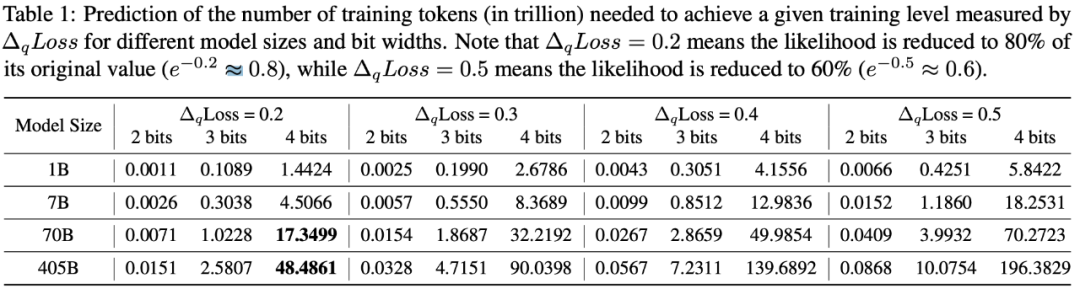 Table 1: Prediction of the number of training tokens (in trillion) needed to achieve a given training level measured by
ΔqLoss for different model sizes and bit widths. Note that ΔqLoss = 0.2 means the likelihood is reduced to 80% of
its original value (e^−0.2 ≈ 0.8), while ΔqLoss = 0.5 means the likelihood is reduced to 60% (e^−0.5 ≈ 0.6).
Model Size ΔqLoss = 0.2 ΔqLoss = 0.3 ΔqLoss = 0.4 ΔqLoss = 0.5
2 bits 3 bits 4 bits 2 bits 3 bits 4 bits 2 bits 3 bits 4 bits 2 bits 3 bits 4 bits
1B 0.0011 0.1089 1.4424 0.0025 0.1990 2.6786 0.0043 0.3051 4.1556 0.0066 0.4251 5.8422
7B 0.0026 0.3038 4.5066 0.0057 0.5550 8.3689 0.0099 0.8512 12.9836 0.0152 1.1860 18.2531
70B 0.0071 1.0228 17.3499 0.0154 1.8687 32.2192 0.0267 2.8659 49.9854 0.0409 3.9932 70.2723
405B 0.0151 2.5807 48.4861 0.0328 4.7151 90.0398 0.0567 7.2311 139.6892 0.0868 10.0754 196.3829